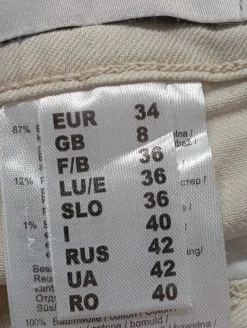 EUR 34
GB 8
F/B 36
LU/E 36
SLO 36
I 40
RUS 42
UA 42
RO 40
87%
12%
1%
100% Baumwolle / cotton /